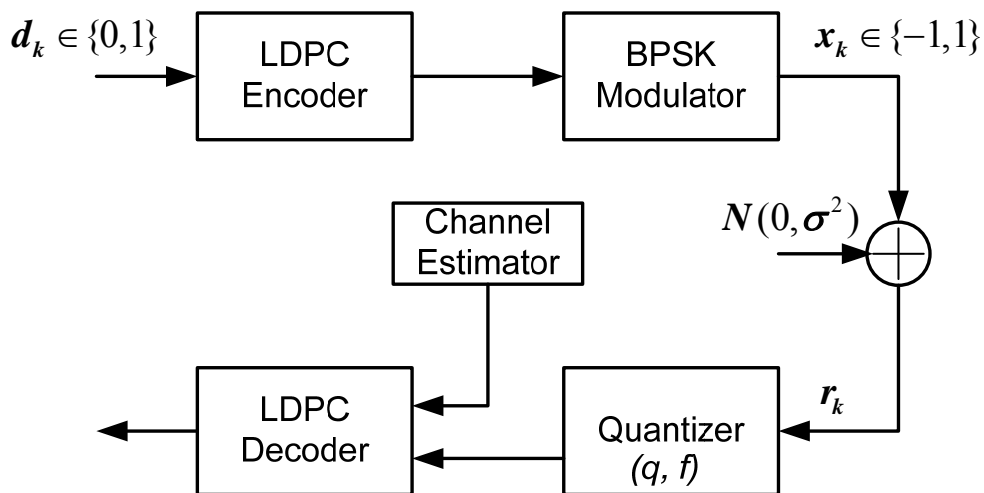 d_k ∈ {0,1}
LDPC
Encoder
BPSK
Modulator
x_k ∈ {−1,1}
N(0, σ²)
Channel
Estimator
LDPC
Decoder
Quantizer
(q, f)
r_k